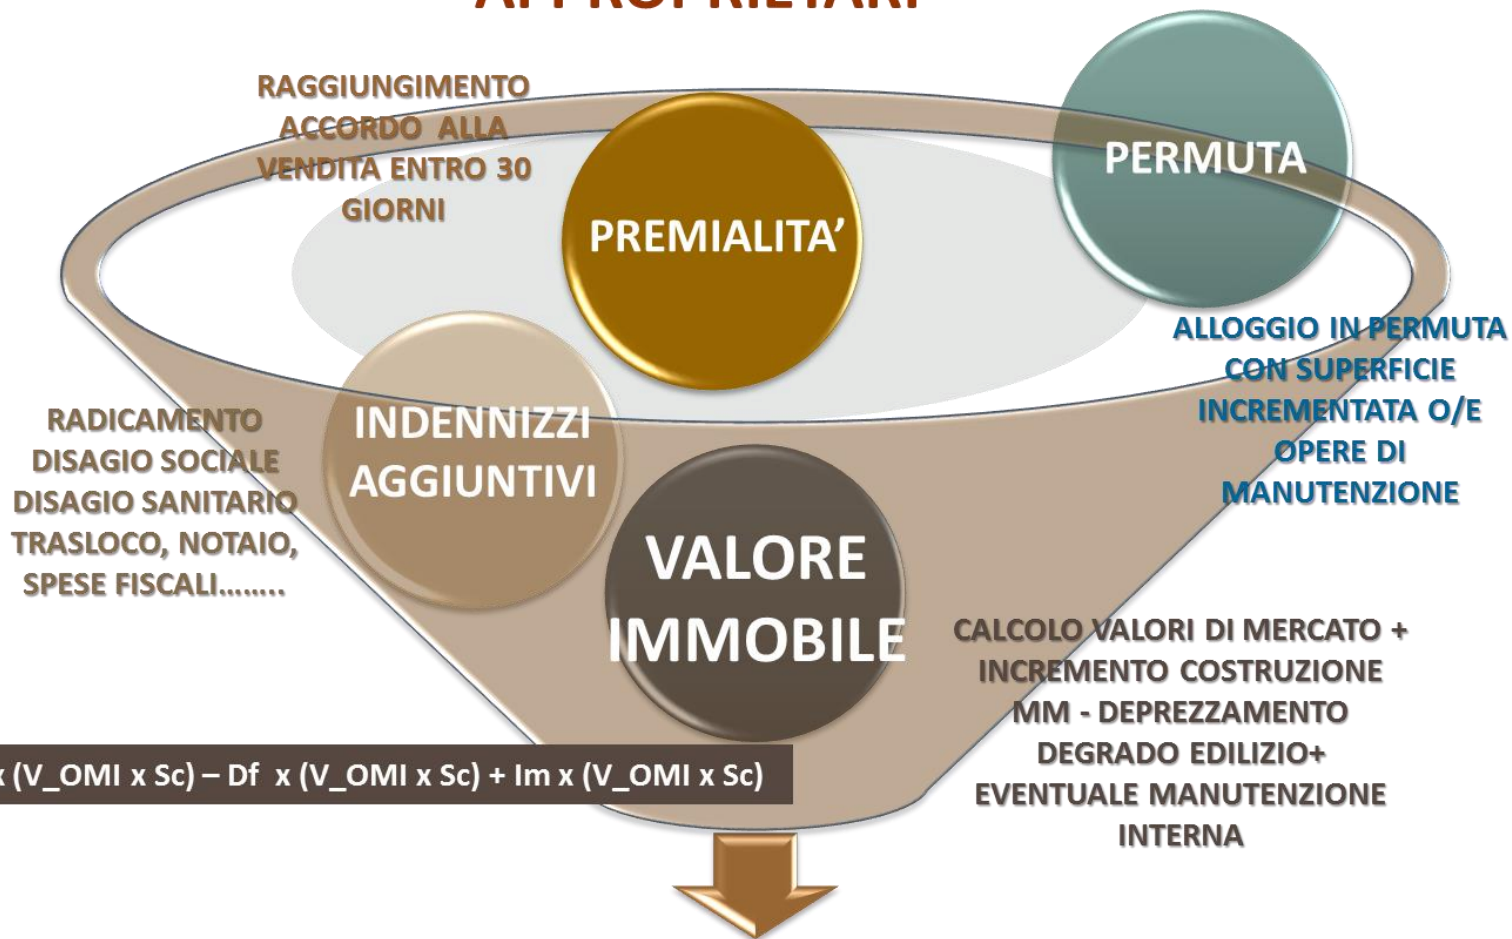 RAGGIUNGIMENTO
ACCORDO ALLA
VENDITA ENTRO 30
GIORNI
PREMIALITA’
PERMUTA
ALLOGGIO IN PERMUTA
CON SUPERFICIE
INCREMENTATA O/E
OPERE DI
MANUTENZIONE
INDENNIZZI
AGGIUNTIVI
RADICAMENTO
DISAGIO SOCIALE
DISAGIO SANITARIO
TRASLOCO, NOTAIO,
SPESE FISCALI……..
VALORE
IMMOBILE
CALCOLO VALORI DI MERCATO +
INCREMENTO COSTRUZIONE
MM - DEPREZZAMENTO
DEGRADO EDILIZIO+
EVENTUALE MANUTENZIONE
INTERNA
x (V_OMI x Sc) – Df x (V_OMI x Sc) + Im x (V_OMI x Sc)